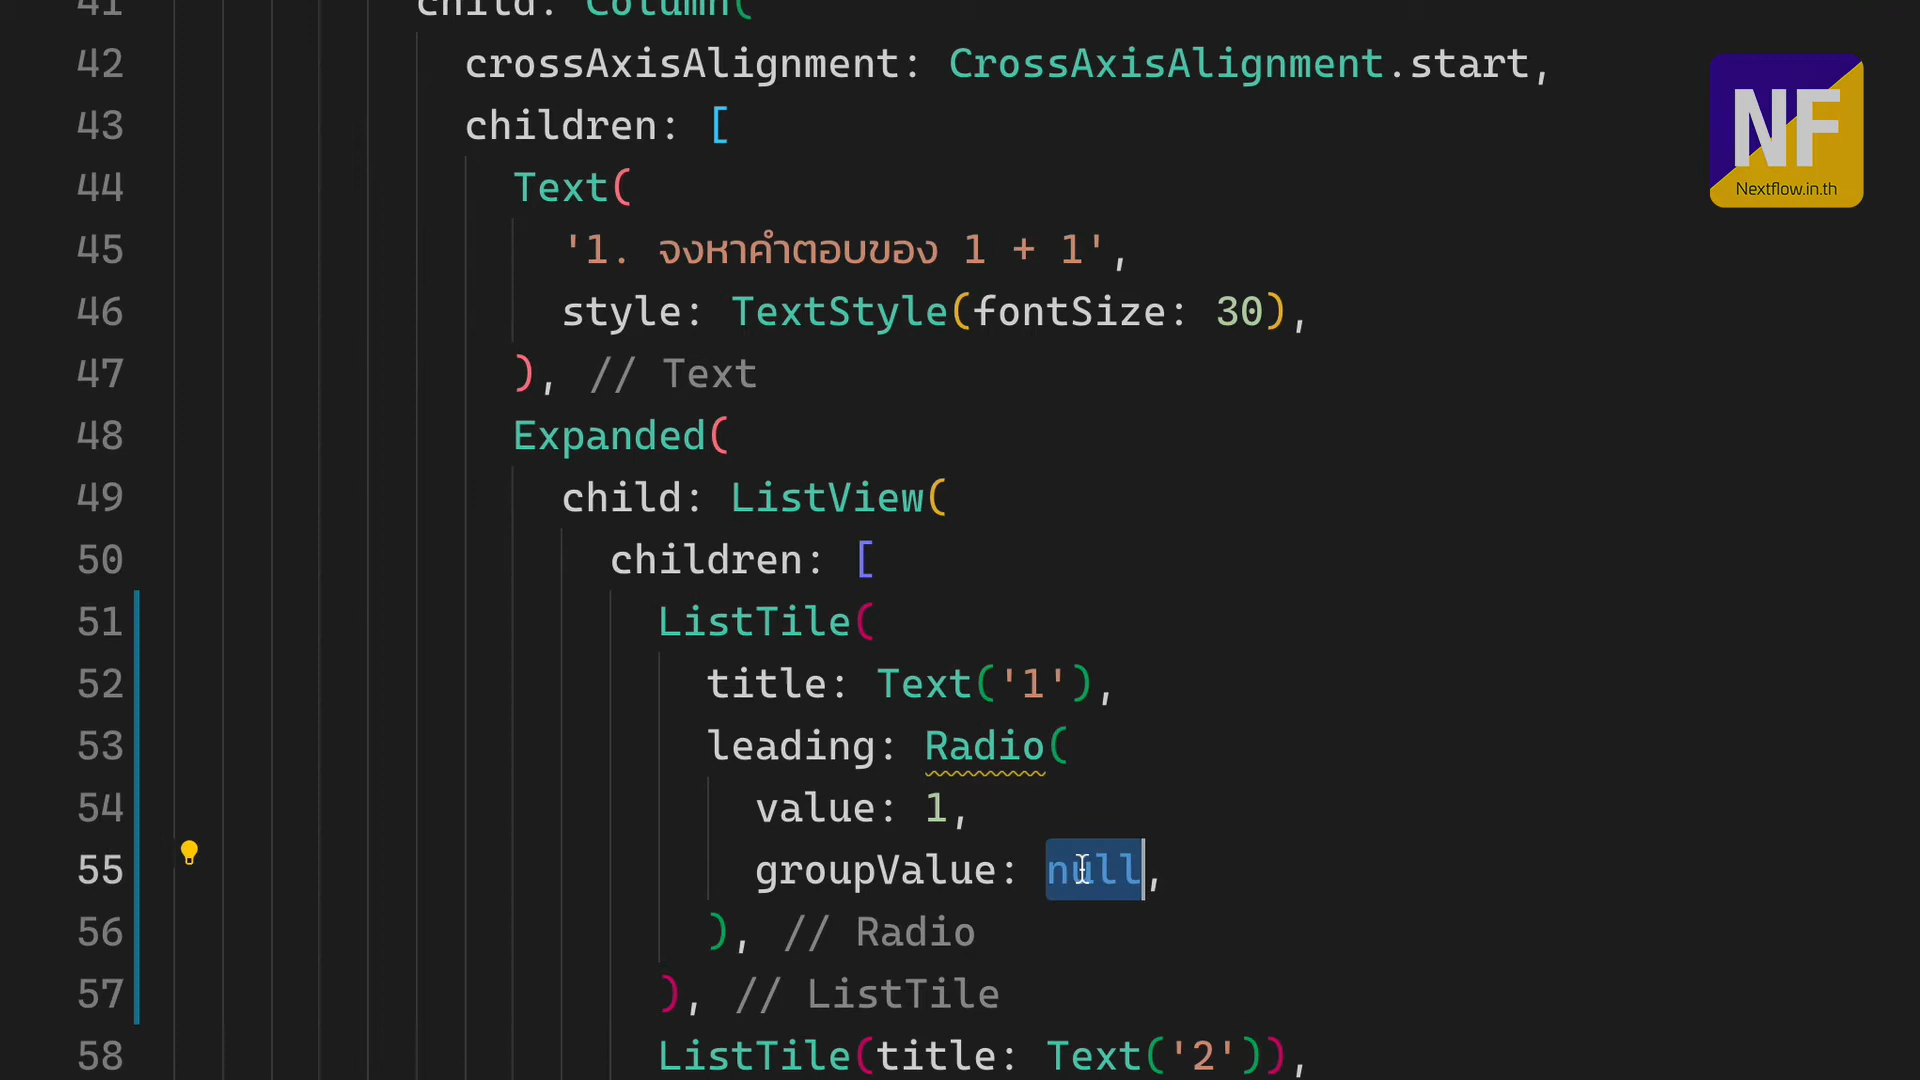 41 child: Column(
42 crossAxisAlignment: CrossAxisAlignment.start,
43 children: [
44 Text(
45 '1. จงหาคำตอบของ 1 + 1',
46 style: TextStyle(fontSize: 30),
47 ), // Text
48 Expanded(
49 child: ListView(
50 children: [
51 ListTile(
52 title: Text('1'),
53 leading: Radio(
54 value: 1,
55 groupValue: null,
56 ), // Radio
57 ), // ListTile
58 ListTile(title: Text('2')),
NF
Nextflow.in.th